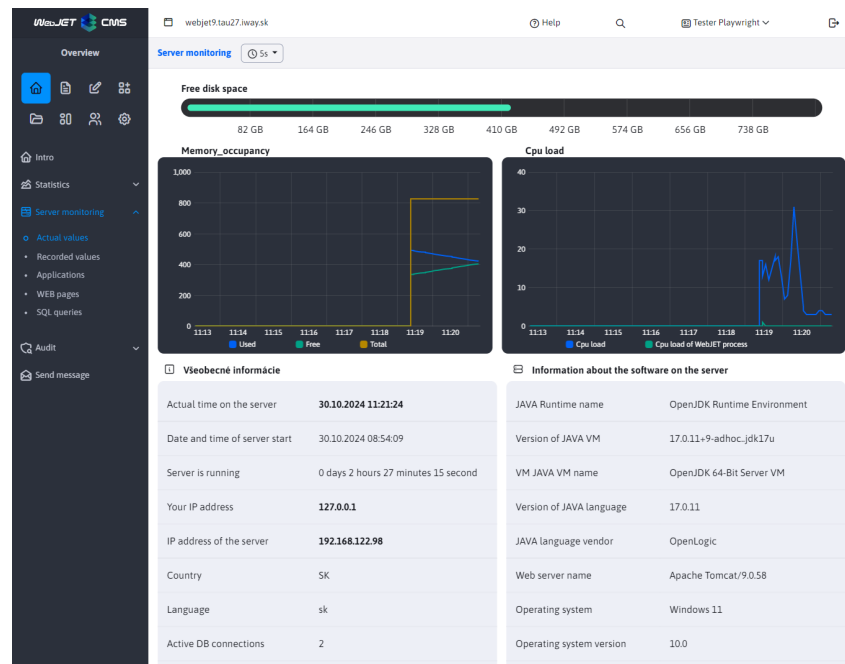 WebJET CMS
webjet9.tau27.iway.sk
Help
Tester Playwright
Overview
Server monitoring
5s
Intro
Statistics
Server monitoring
Actual values
Recorded values
Applications
WEB pages
SQL queries
Audit
Send message
Free disk space
82 GB 164 GB 246 GB 328 GB 410 GB 492 GB 574 GB 656 GB 738 GB
Memory_occupancy
1,000
800
600
400
200
0
11:13 11:14 11:15 11:16 11:17 11:18 11:19 11:20
Used Free Total
Cpu load
40
30
20
10
0
11:13 11:14 11:15 11:16 11:17 11:18 11:19 11:20
Cpu load Cpu load of WebJET process
Všeobecné informácie
Actual time on the server 30.10.2024 11:21:24
Date and time of server start 30.10.2024 08:54:09
Server is running 0 days 2 hours 27 minutes 15 second
Your IP address 127.0.0.1
IP address of the server 192.168.122.98
Country SK
Language sk
Active DB connections 2
Information about the software on the server
JAVA Runtime name OpenJDK Runtime Environment
Version of JAVA VM 17.0.11+9-adhoc..jdk17u
VM JAVA VM name OpenJDK 64-Bit Server VM
Version of JAVA language 17.0.11
JAVA language vendor OpenLogic
Web server name Apache Tomcat/9.0.58
Operating system Windows 11
Operating system version 10.0